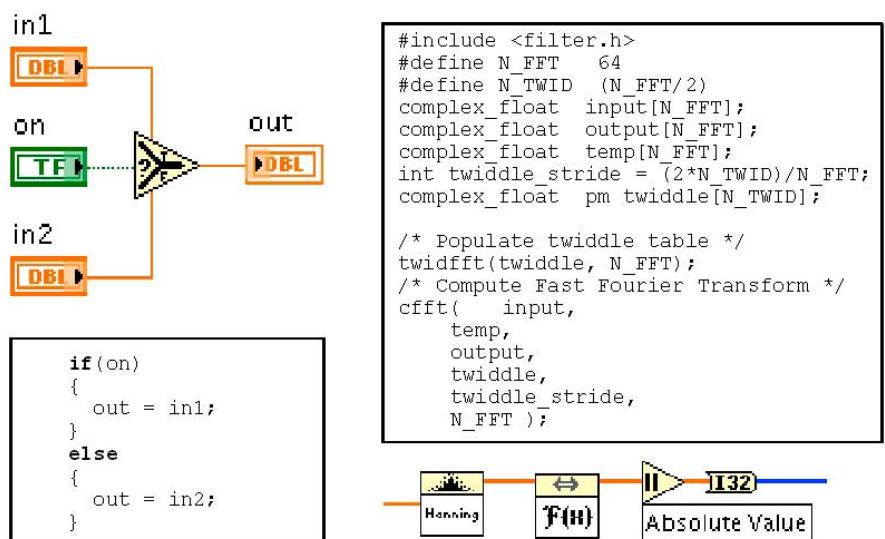 in1
DBL
on
TF
in2
DBL
?
out
DBL
if(on)
{
out = in1;
}
else
{
out = in2;
}
#include <filter.h>
#define N_FFT 64
#define N_TWID (N_FFT/2)
complex_float input[N_FFT];
complex_float output[N_FFT];
complex_float temp[N_FFT];
int twiddle_stride = (2*N_TWID)/N_FFT;
complex_float pm twiddle[N_TWID];
/* Populate twiddle table */
twidfft(twiddle, N_FFT);
/* Compute Fast Fourier Transform */
cfft( input,
temp,
output,
twiddle,
twiddle_stride,
N_FFT );
Hanning
F(H)
I32
Absolute Value